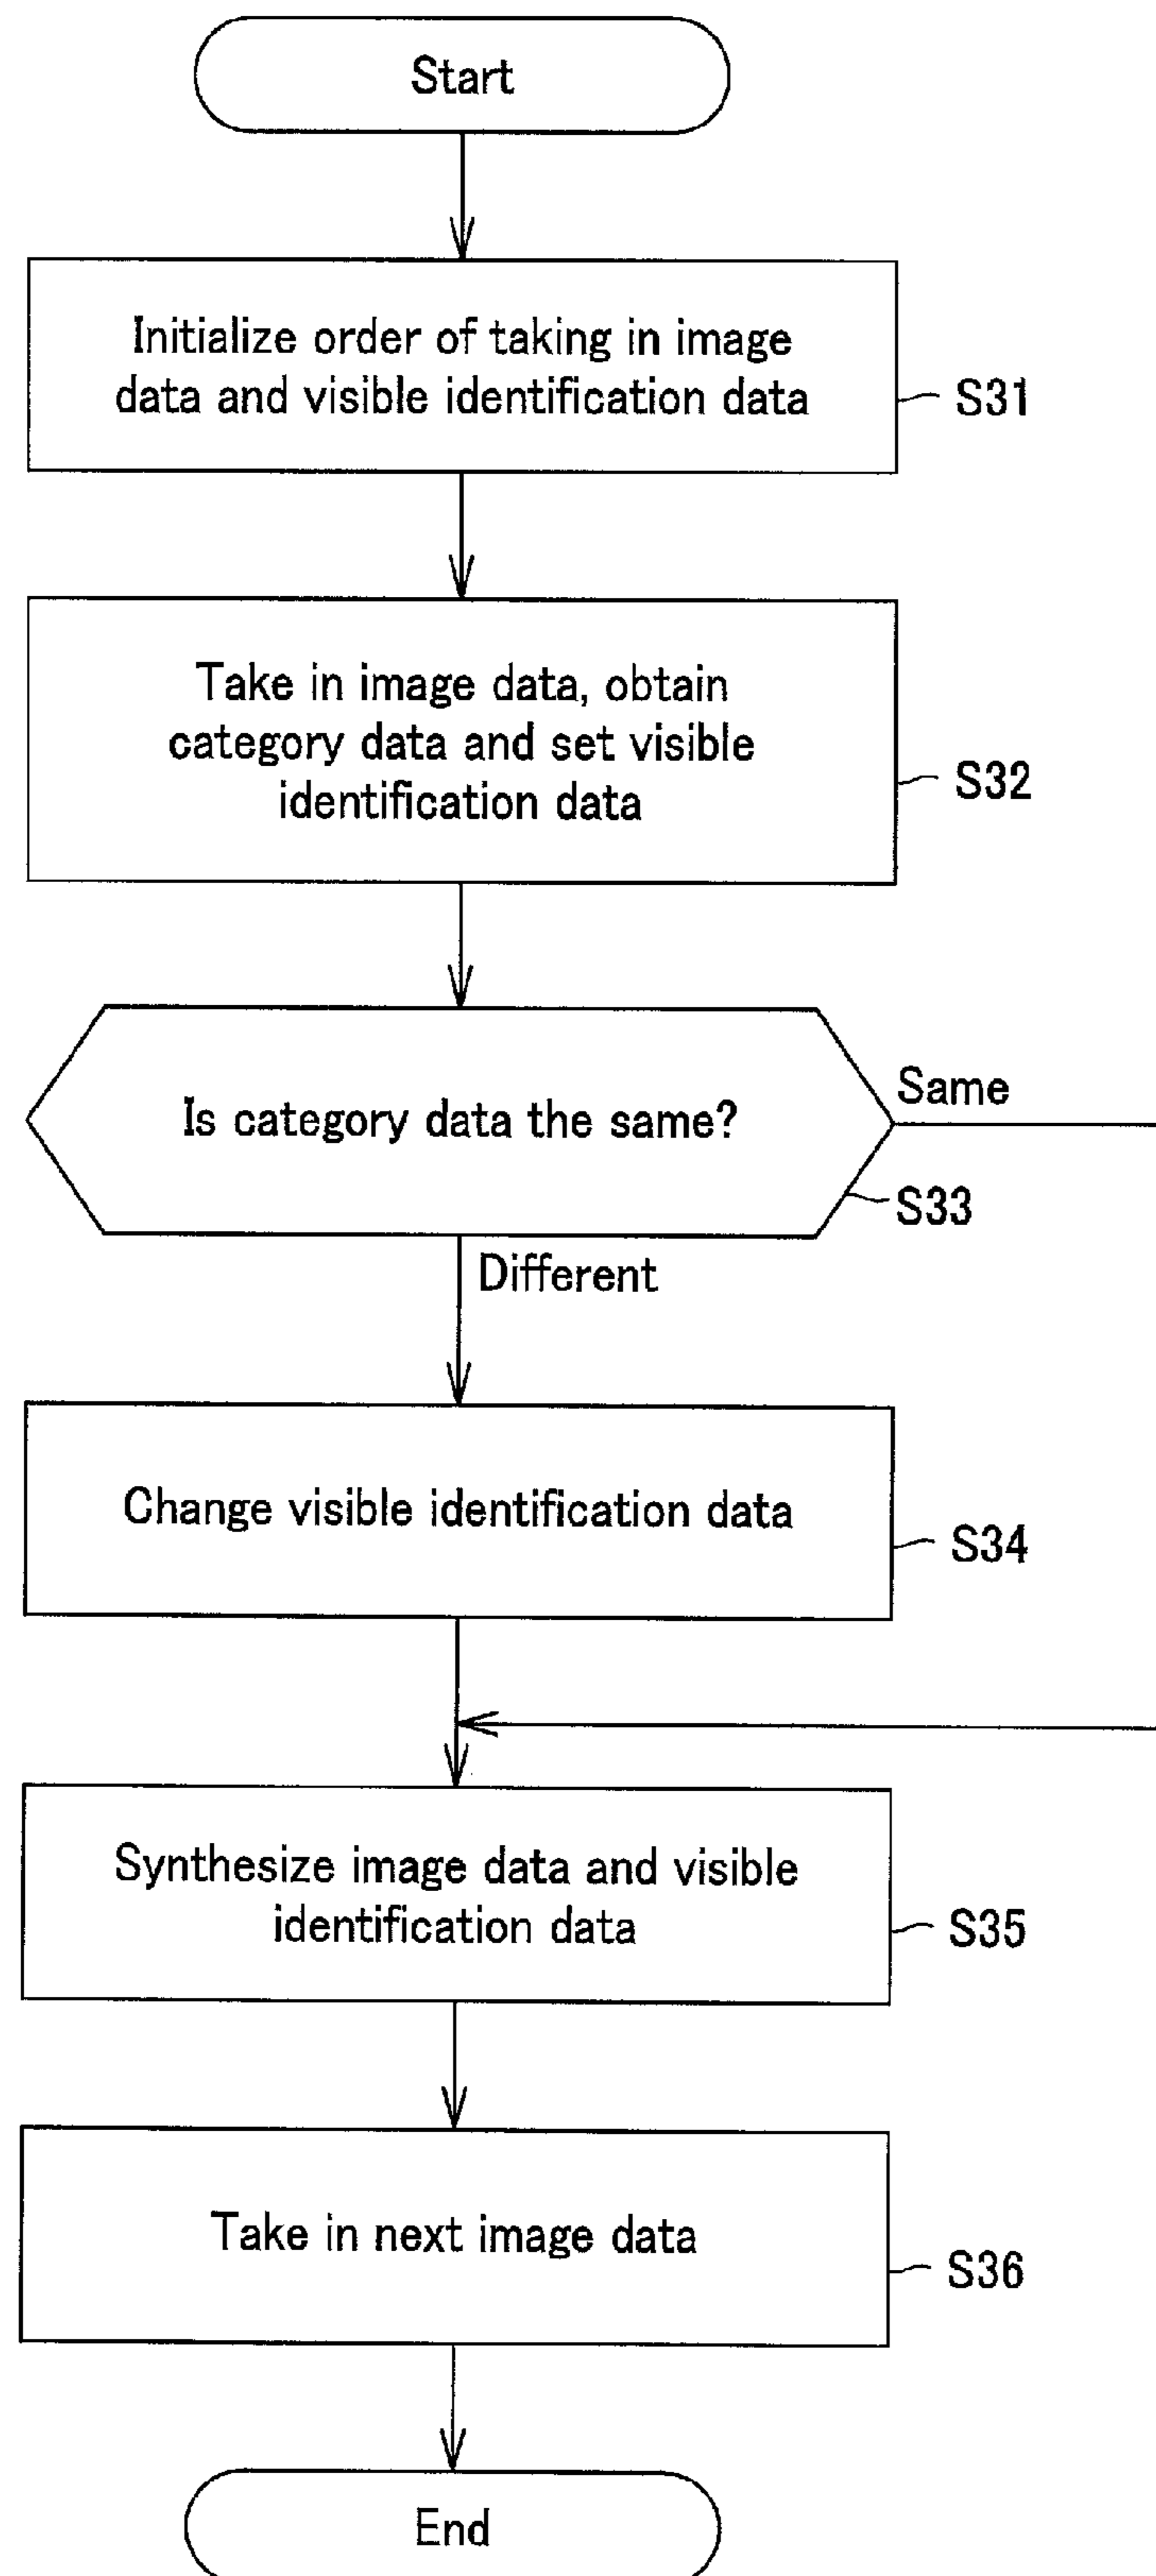 Start
Initialize order of taking in image
data and visible identification data
S31
Take in image data, obtain
category data and set visible
identification data
S32
Is category data the same?
Same
S33
Different
Change visible identification data
S34
Synthesize image data and visible
identification data
S35
Take in next image data
S36
End